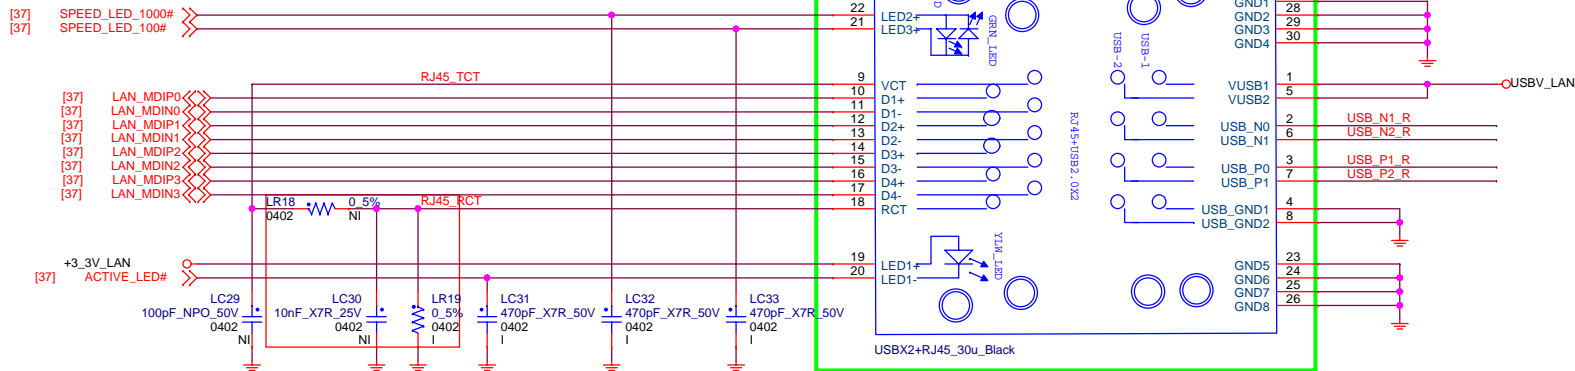 [37] SPEED_LED_1000# 22 LED2+ 28 GND2
[37] SPEED_LED_100# 21 LED3+ 29 GND3
30 GND4
GND1
D
GRN_LED
USB-2
USB-1
RJ45_TCT 9 VCT VUSB1 1 USBV_LAN
[37] LAN_MDIP0 10 D1+ VUSB2 5
[37] LAN_MDIN0 11 D1-
[37] LAN_MDIP1 12 D2+ USB_N0 2 USB_N1_R
[37] LAN_MDIN1 13 D2- USB_N1 6 USB_N2_R
[37] LAN_MDIP2 14 D3+
[37] LAN_MDIN2 15 D3- USB_P0 3 USB_P1_R
[37] LAN_MDIP3 16 D4+ USB_P1 7 USB_P2_R
[37] LAN_MDIN3 17 D4-
RJ45_RCT 18 RCT USB_GND1 4
USB_GND2 8
RJ45+USB2.0X2
LR18 0_5%
0402 NI
+3_3V_LAN 19 LED1+ GND5 23
[37] ACTIVE_LED# 20 LED1- GND6 24
GND7 25
GND8 26
YLW_LED
LC29 LC30 LR19 LC31 LC32 LC33
100pF_NPO_50V 10nF_X7R_25V 0_5% 470pF_X7R_50V 470pF_X7R_50V 470pF_X7R_50V
0402 0402 0402 0402 0402 0402
NI NI I I I I
USBX2+RJ45_30u_Black